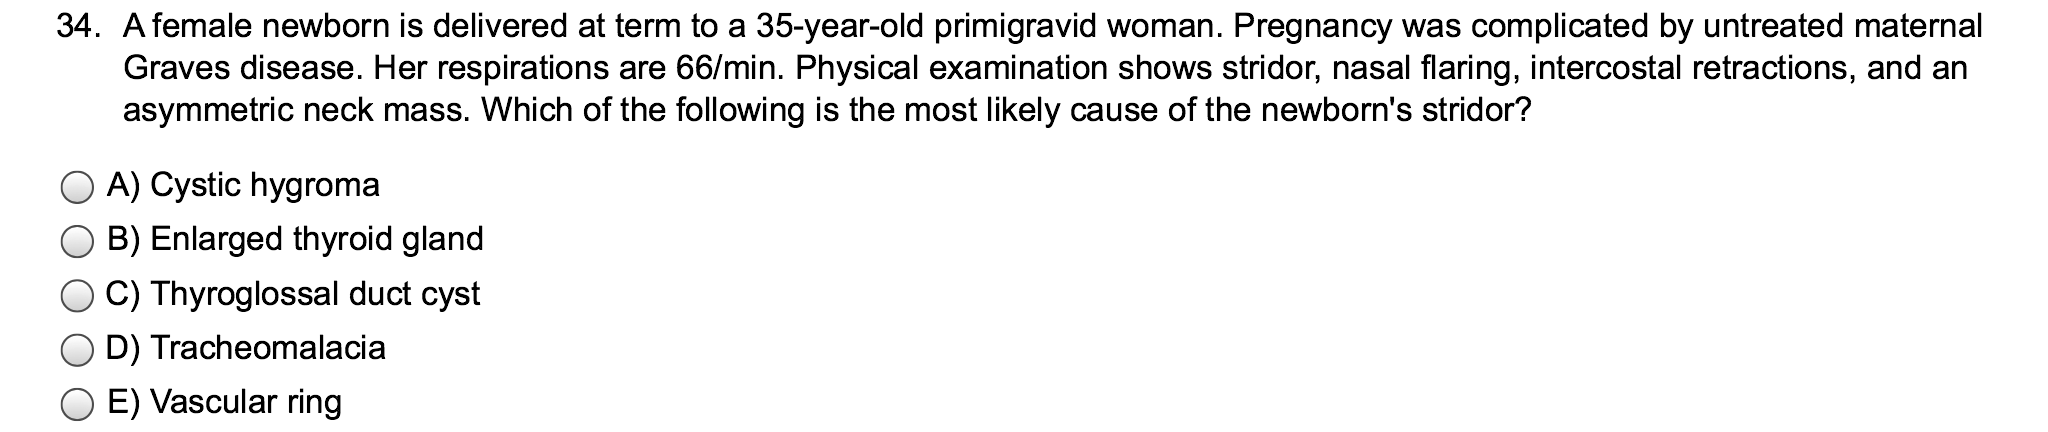 34. A female newborn is delivered at term to a 35-year-old primigravid woman. Pregnancy was complicated by untreated maternal
Graves disease. Her respirations are 66/min. Physical examination shows stridor, nasal flaring, intercostal retractions, and an
asymmetric neck mass. Which of the following is the most likely cause of the newborn's stridor?
A) Cystic hygroma
B) Enlarged thyroid gland
C) Thyroglossal duct cyst
D) Tracheomalacia
E) Vascular ring